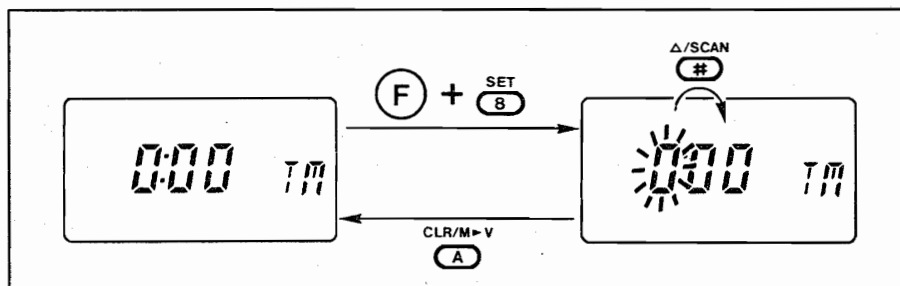 △/SCAN
#
F + SET
8
0:00 TM
0:00 TM
CLR/M►V
A